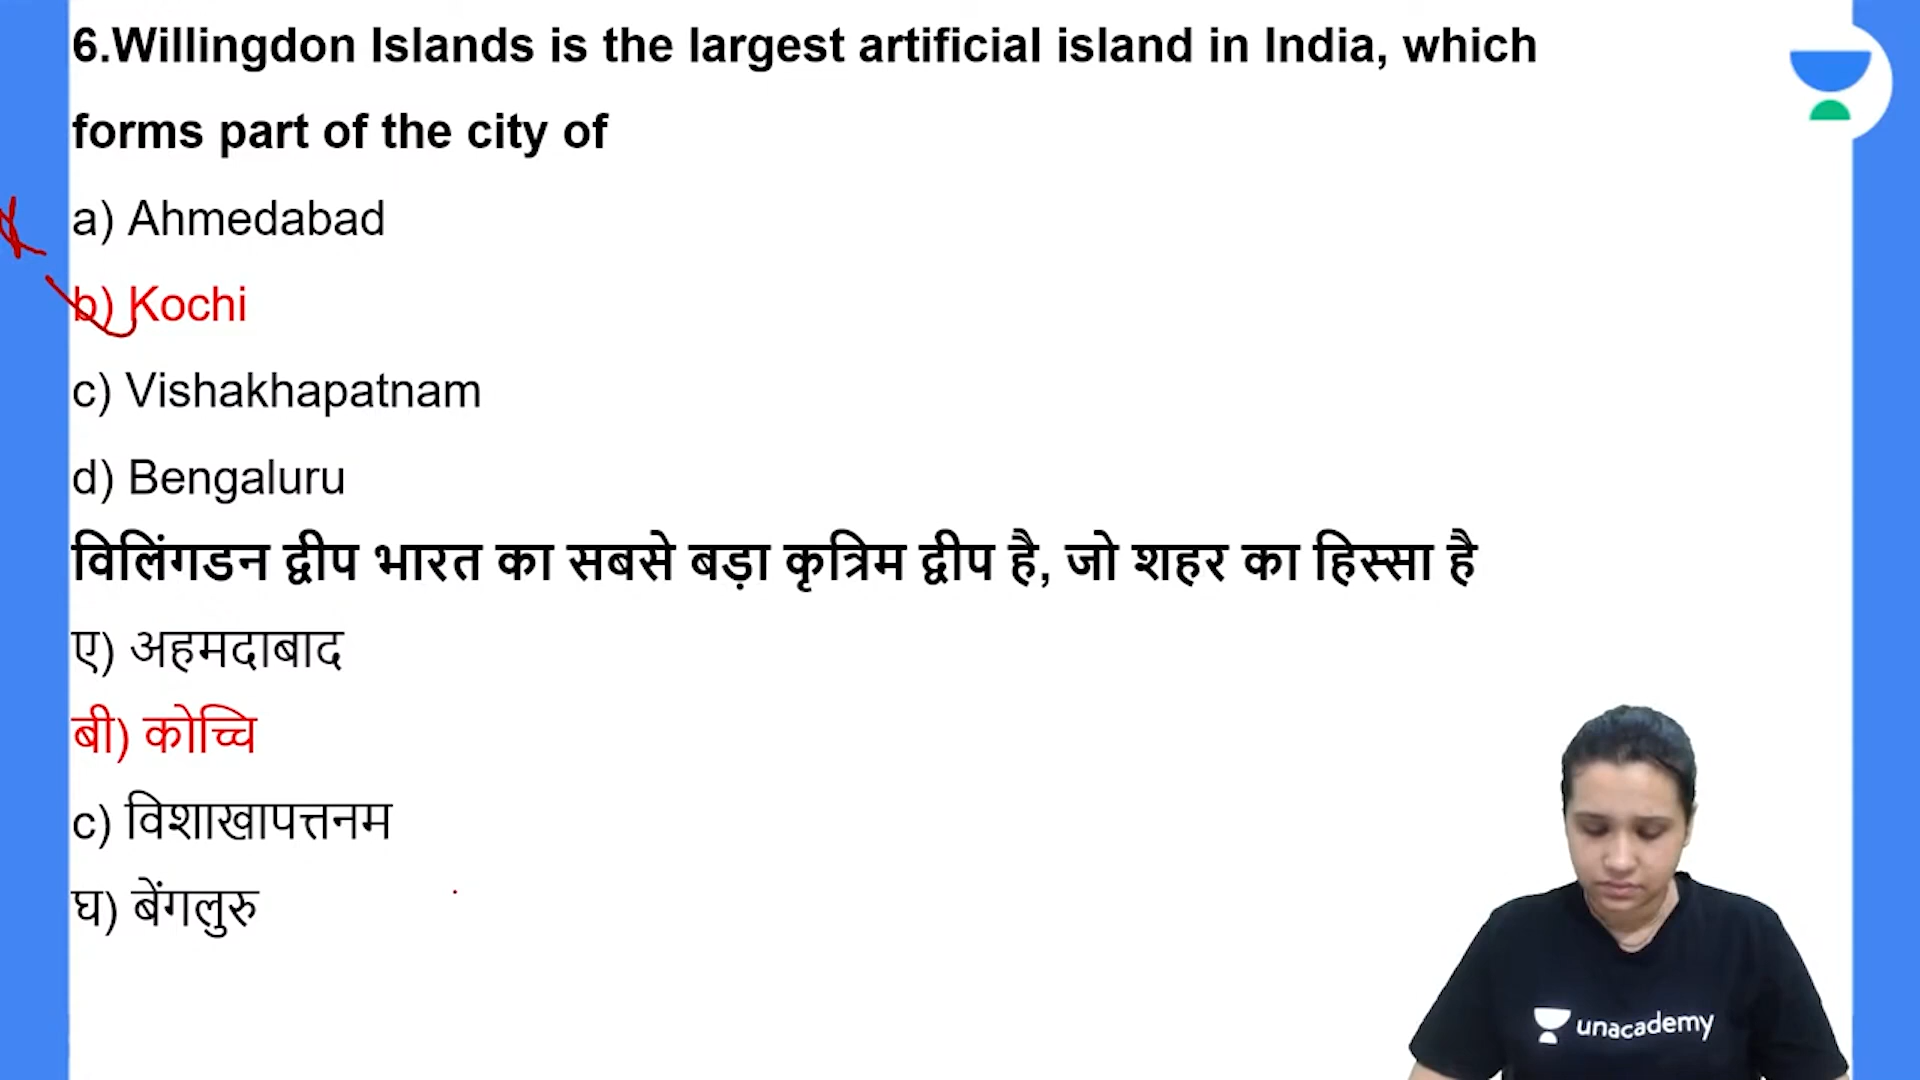 6.Willingdon Islands is the largest artificial island in India, which
forms part of the city of
a) Ahmedabad
b) Kochi
c) Vishakhapatnam
d) Bengaluru
विलिंगडन द्वीप भारत का सबसे बड़ा कृत्रिम द्वीप है, जो शहर का हिस्सा है
ए) अहमदाबाद
बी) कोच्चि
c) विशाखापत्तनम
घ) बेंगलुरु
unacademy